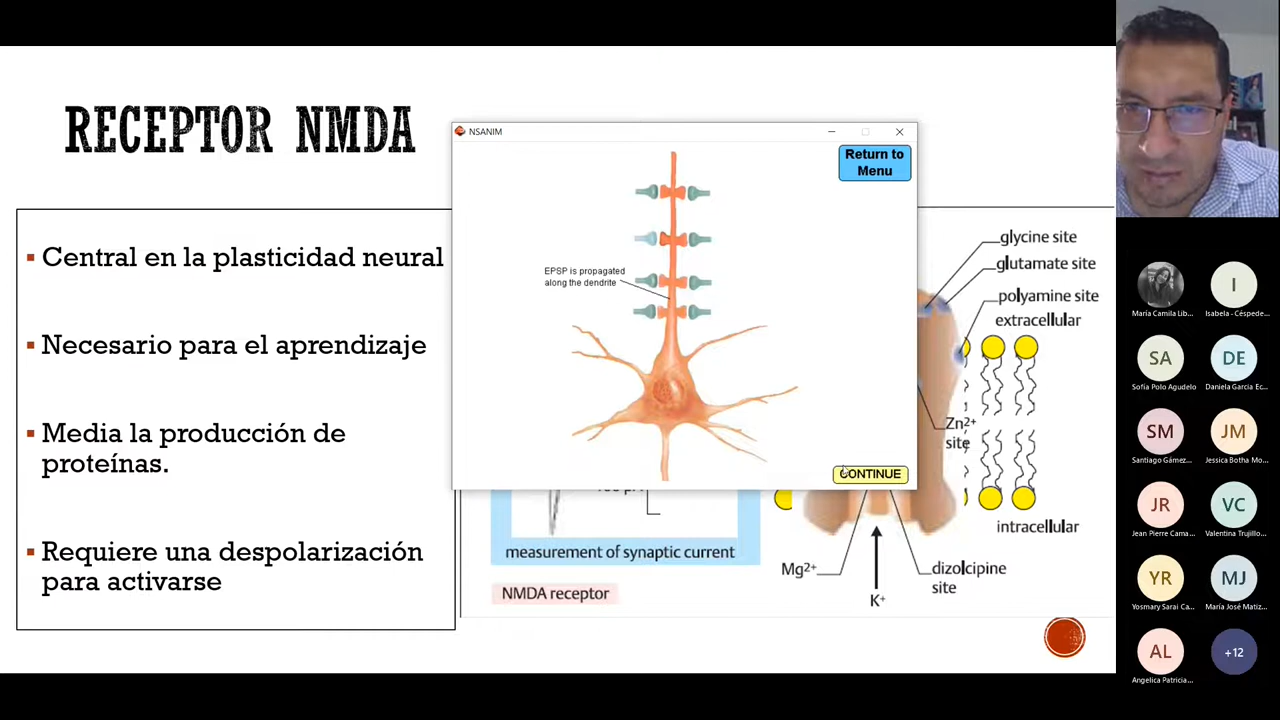 RECEPTOR NMDA
Central en la plasticidad neural
Necesario para el aprendizaje
Media la producción de
proteínas.
Requiere una despolarización
para activarse
NSANIM
Return to
Menu
EPSP is propagated
along the dendrite
CONTINUE
glycine site
glutamate site
polyamine site
extracellular
Zn2+
site
intracellular
measurement of synaptic current
NMDA receptor
Mg2+
K+
dizolcipine
site
María Camila Lib...
I
Isabela - Céspede...
SA
Sofía Polo Agudelo
DE
Daniela Garcia Ec...
SM
Santiago Gámez...
JM
Jessica Botha Mo...
JR
Jean Pierre Cama...
VC
Valentina Trujillo...
YR
Yosmary Sarai Ca...
MJ
María José Matiz...
AL
Angelica Patricia...
+12